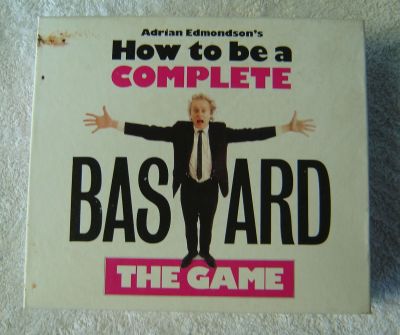 Adrian Edmondson's
How to be a
COMPLETE
BASTARD
THE GAME